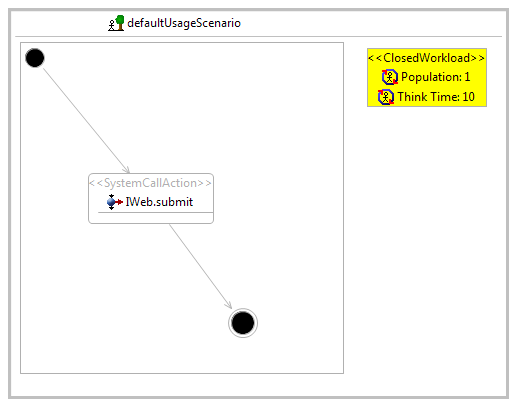 defaultUsageScenario
<<ClosedWorkload>>
Population: 1
Think Time: 10
<<SystemCallAction>>
IWeb.submit